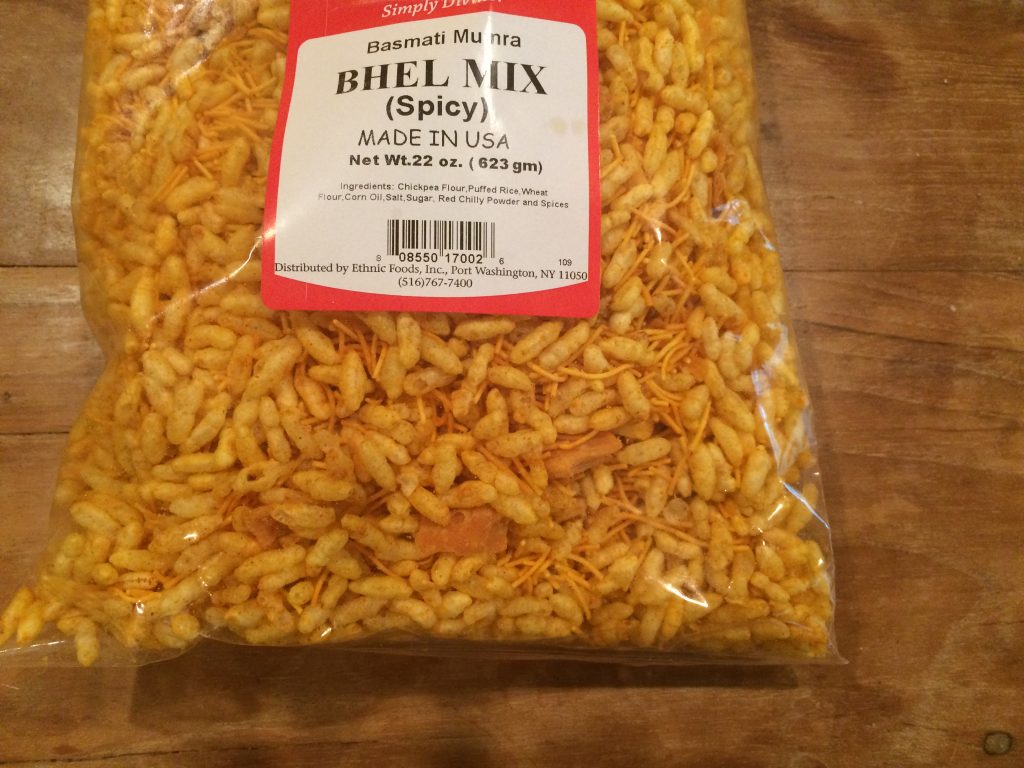 Simply
Basmati Mumra
BHEL MIX
(Spicy)
MADE IN USA
Net Wt.22 oz. ( 623 gm)
Ingredients: Chickpea Flour,Puffed Rice,Wheat
Flour,Corn Oil,Salt,Sugar, Red Chilly Powder and Spices
8 08550 17002 6
109
Distributed by Ethnic Foods, Inc., Port Washington, NY 11050
(516)767-7400